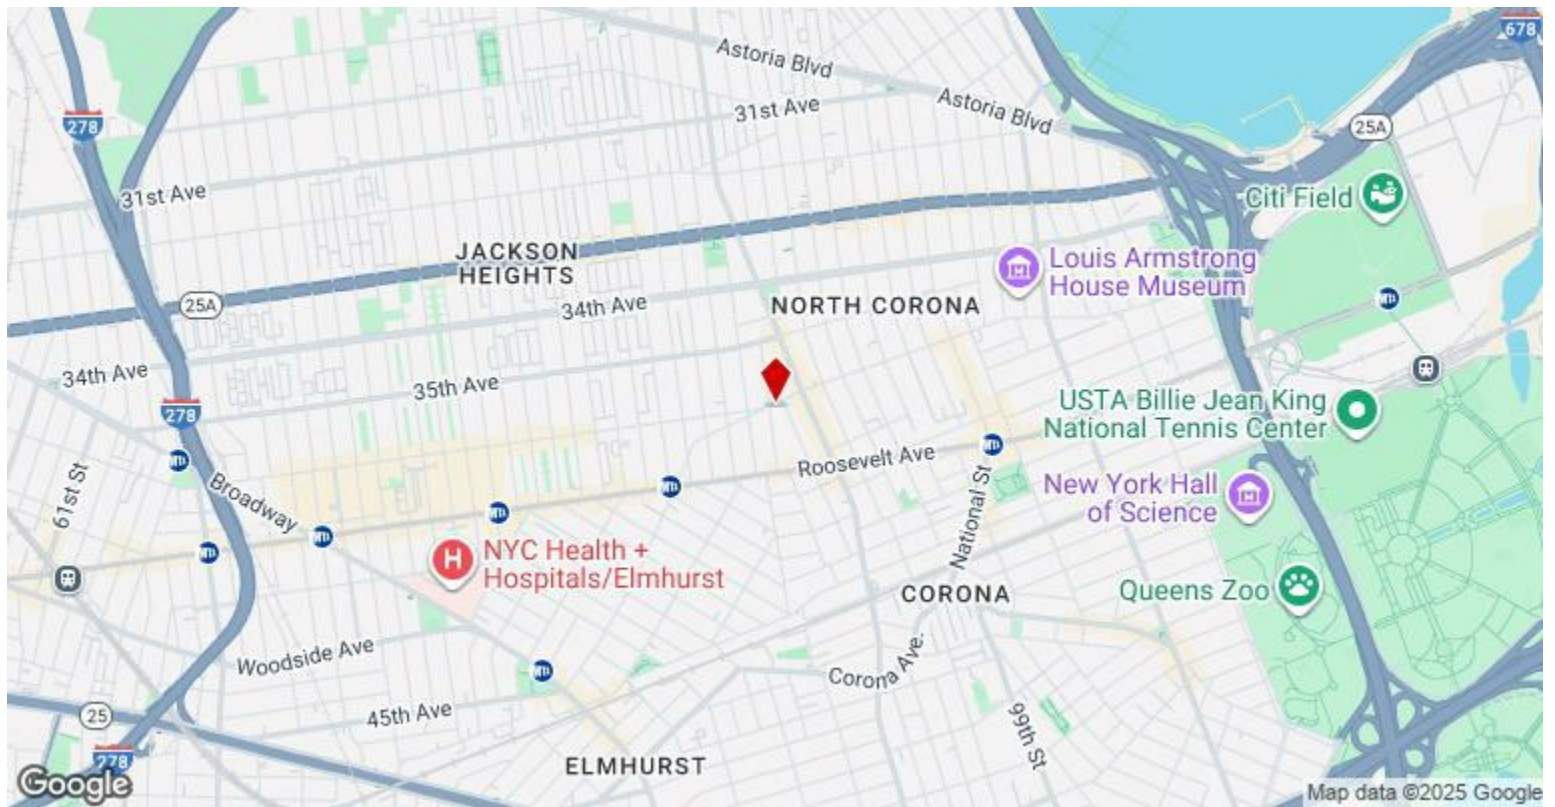 678
Astoria Blvd
Astoria Blvd
31st Ave
278
25A
31st Ave
Citi Field
JACKSON
HEIGHTS
Louis Armstrong
House Museum
25A
34th Ave
NORTH CORONA
34th Ave
35th Ave
278
USTA Billie Jean King
National Tennis Center
Roosevelt Ave
61st St
Broadway
National St
New York Hall
of Science
NYC Health +
Hospitals/Elmhurst
H
CORONA
Queens Zoo
Woodside Ave
Corona Ave.
45th Ave
25
99th St
278
ELMHURST
Google
Map data ©2025 Google